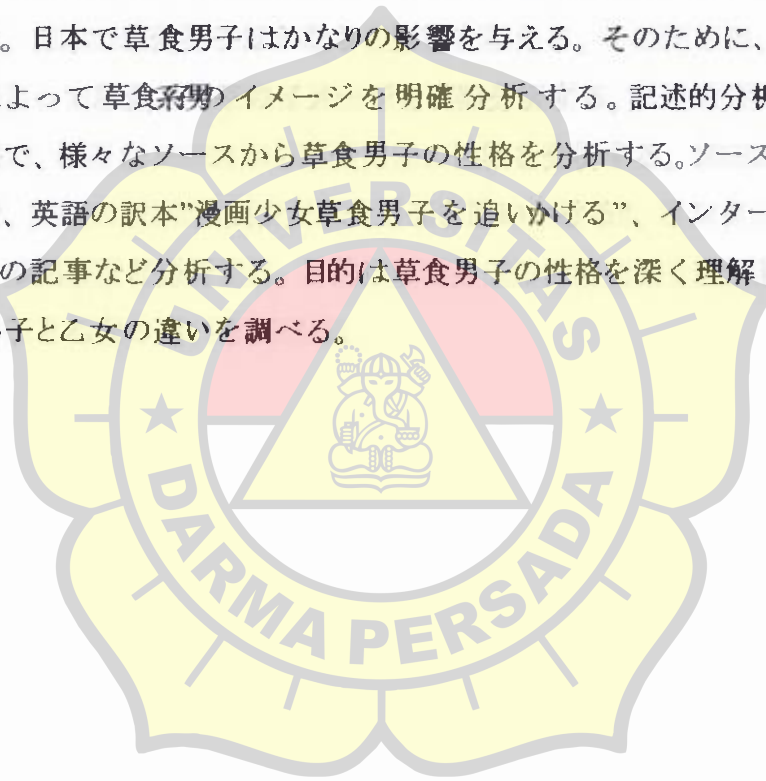 。日本で草食男子はかなりの影響を与える。そのために、
よって草食のイメージを明確分析する。記述的分析
で、様々なソースから草食男子の性格を分析する。ソース
、英語の訳本”漫画少女草食男子を追いかける”、インター
の記事など分析する。目的は草食男子の性格を深く理解
子と乙女の違いを調べる。
UNIVERSITAS
DARMA PERSADA